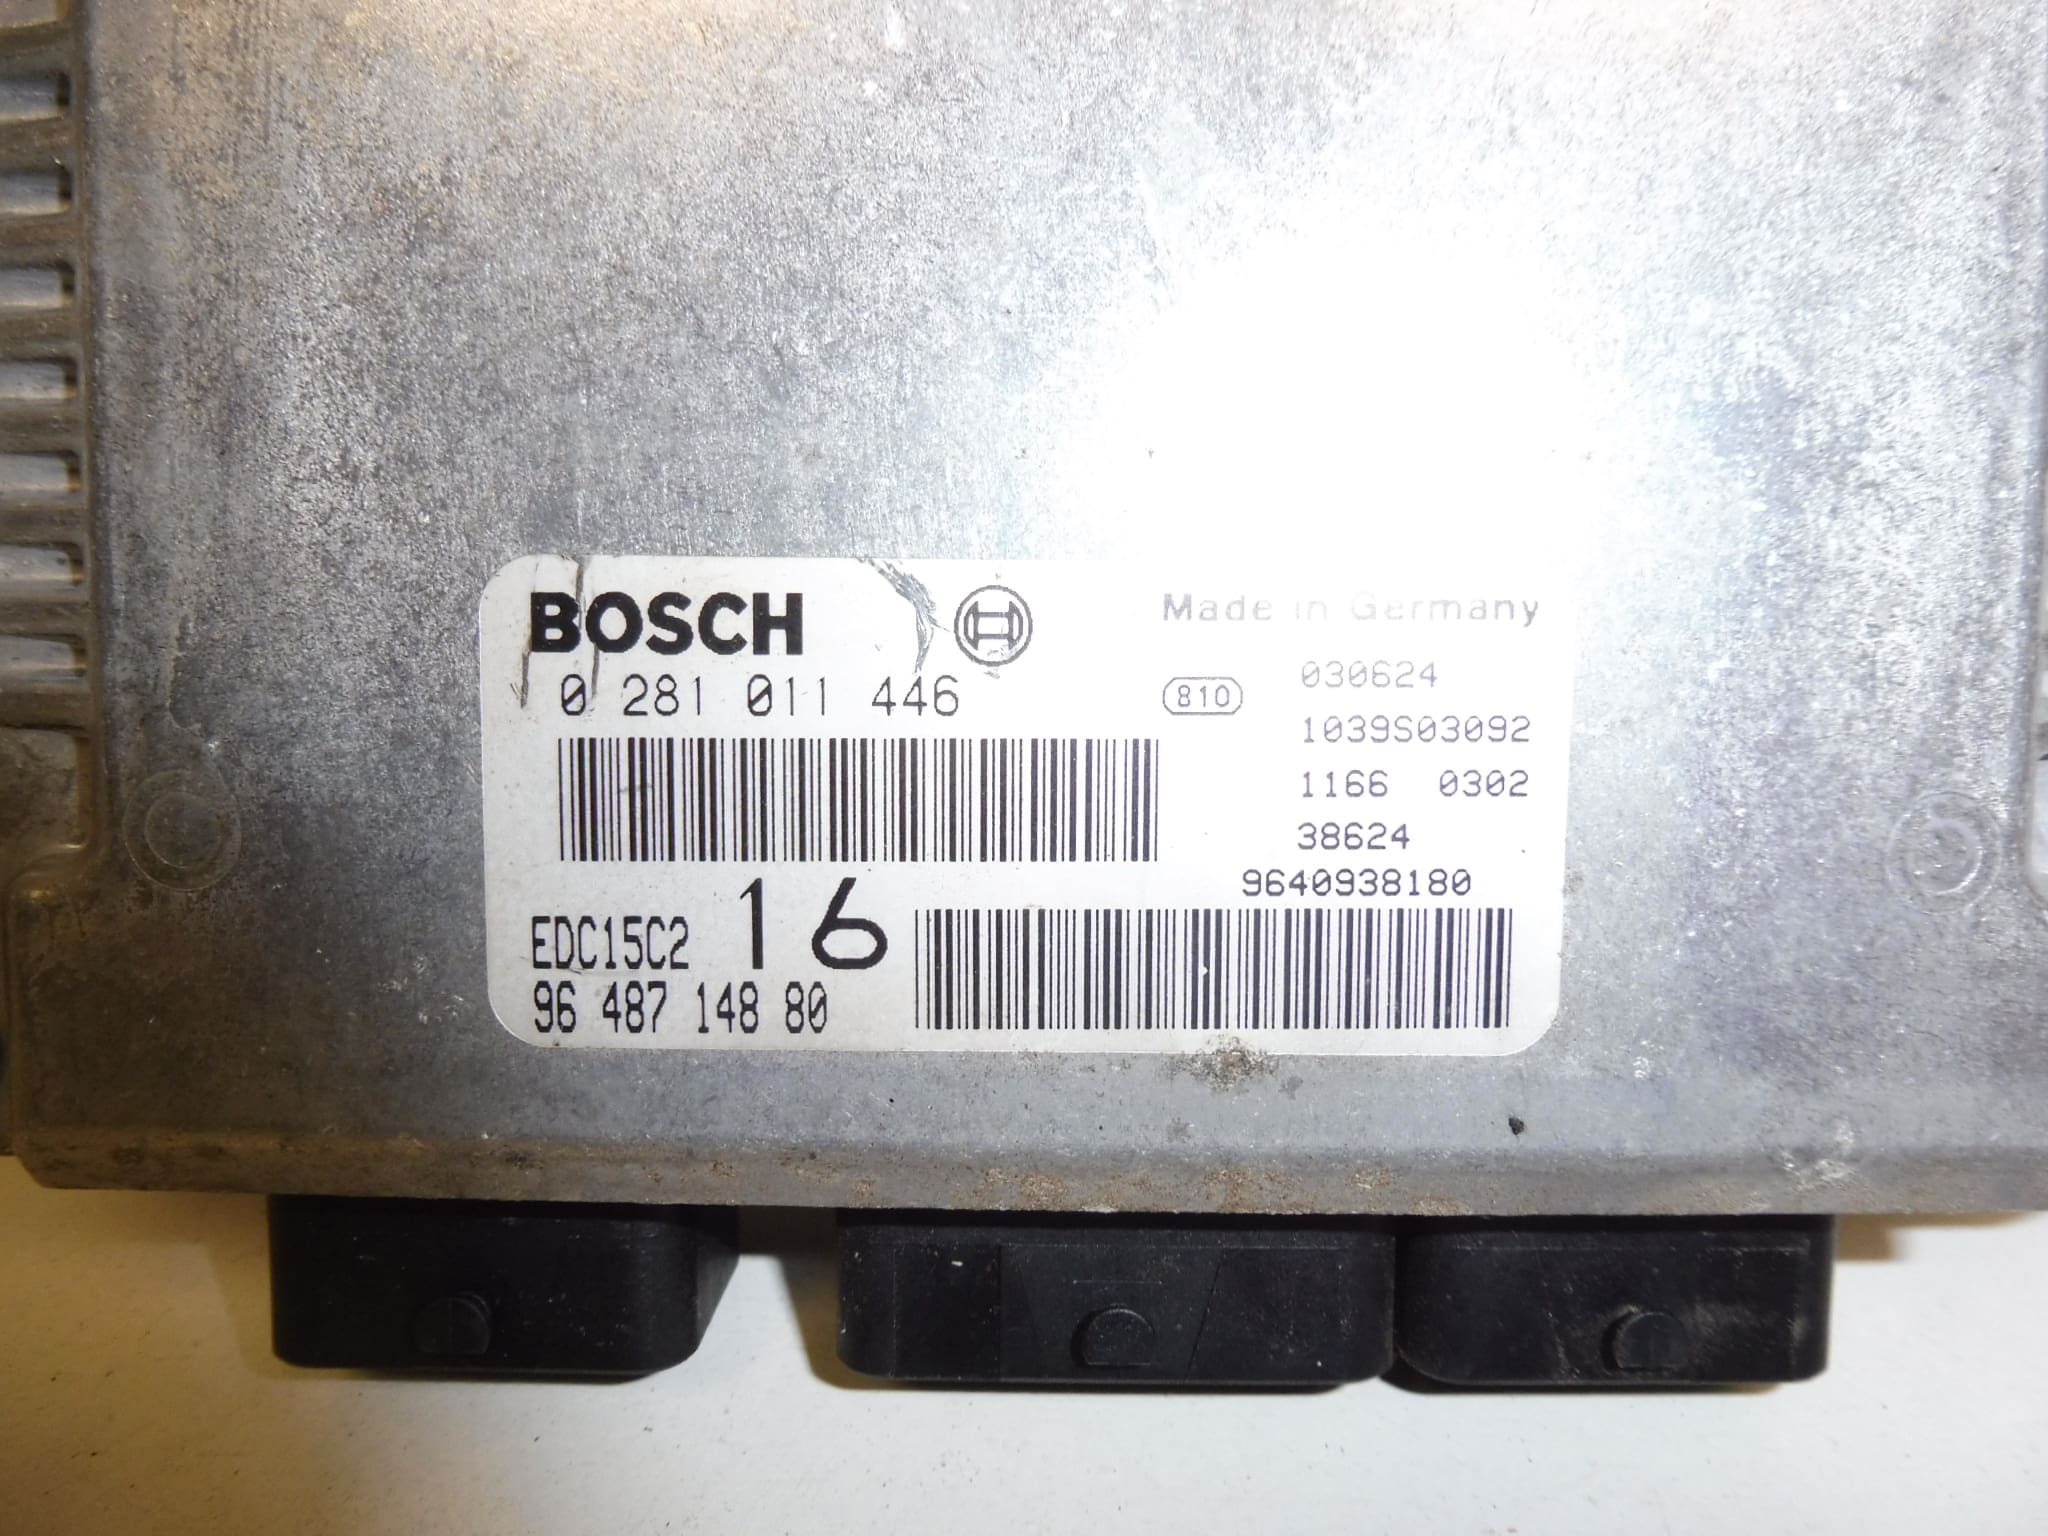 BOSCH
Made in Germany
0 281 011 446
810
030624
1039S03092
1166 0302
38624
9640938180
EDC15C2 16
96 487 148 80